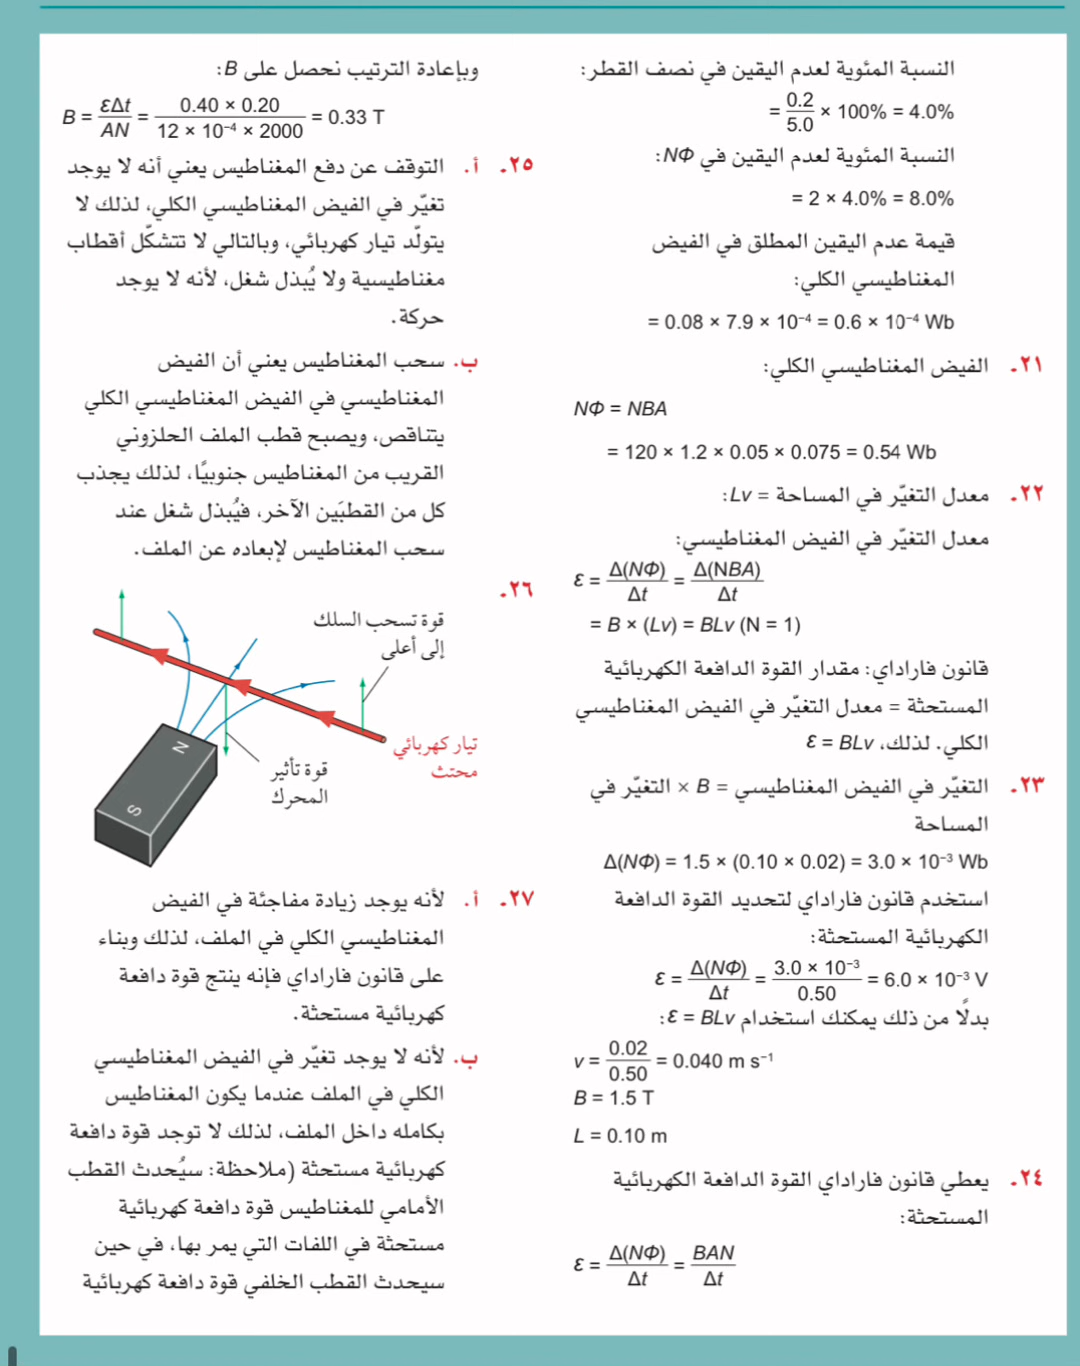 النسبة المئوية لعدم اليقين في نصف القطر:
= 0.2/5.0 × 100% = 4.0%
النسبة المئوية لعدم اليقين في NΦ:
= 2 × 4.0% = 8.0%
قيمة عدم اليقين المطلق في الفيض
المغناطيسي الكلي:
= 0.08 × 7.9 × 10⁻⁴ = 0.6 × 10⁻⁴ Wb
٢١. الفيض المغناطيسي الكلي:
NΦ = NBA
= 120 × 1.2 × 0.05 × 0.075 = 0.54 Wb
٢٢. معدل التغيّر في المساحة = Lv:
معدل التغيّر في الفيض المغناطيسي:
ε = Δ(NΦ)/Δt = Δ(NBA)/Δt
= B × (Lv) = BLv (N = 1)
قانون فاراداي: مقدار القوة الدافعة الكهربائية
المستحثة = معدل التغيّر في الفيض المغناطيسي
الكلي. لذلك، ε = BLv
٢٣. التغيّر في الفيض المغناطيسي = B × التغيّر في
المساحة
Δ(NΦ) = 1.5 × (0.10 × 0.02) = 3.0 × 10⁻³ Wb
استخدم قانون فاراداي لتحديد القوة الدافعة
الكهربائية المستحثة:
ε = Δ(NΦ)/Δt = 3.0 × 10⁻³/0.50 = 6.0 × 10⁻³ V
بدلًا من ذلك يمكنك استخدام ε = BLv:
v = 0.02/0.50 = 0.040 m s⁻¹
B = 1.5 T
L = 0.10 m
٢٤. يعطي قانون فاراداي القوة الدافعة الكهربائية
المستحثة:
ε = Δ(NΦ)/Δt = BAN/Δt
وبإعادة الترتيب نحصل على B:
B = εΔt/AN = 0.40 × 0.20/12 × 10⁻⁴ × 2000 = 0.33 T
٢٥. أ. التوقف عن دفع المغناطيس يعني أنه لا يوجد
تغيّر في الفيض المغناطيسي الكلي، لذلك لا
يتولّد تيار كهربائي، وبالتالي لا تتشكّل أقطاب
مغناطيسية ولا يُبذل شغل، لأنه لا يوجد
حركة.
ب. سحب المغناطيس يعني أن الفيض
المغناطيسي في الفيض المغناطيسي الكلي
يتناقص، ويصبح قطب الملف الحلزوني
القريب من المغناطيس جنوبيًا، لذلك يجذب
كل من القطبَين الآخر، فيُبذل شغل عند
سحب المغناطيس لإبعاده عن الملف.
٢٦.
قوة تسحب السلك
إلى أعلى
تيار كهربائي
محتث
قوة تأثير
المحرك
N
S
٢٧. أ. لأنه يوجد زيادة مفاجئة في الفيض
المغناطيسي الكلي في الملف، لذلك وبناء
على قانون فاراداي فإنه ينتج قوة دافعة
كهربائية مستحثة.
ب. لأنه لا يوجد تغيّر في الفيض المغناطيسي
الكلي في الملف عندما يكون المغناطيس
بكامله داخل الملف، لذلك لا توجد قوة دافعة
كهربائية مستحثة (ملاحظة: سيُحدث القطب
الأمامي للمغناطيس قوة دافعة كهربائية
مستحثة في اللفات التي يمر بها، في حين
سيحدث القطب الخلفي قوة دافعة كهربائية